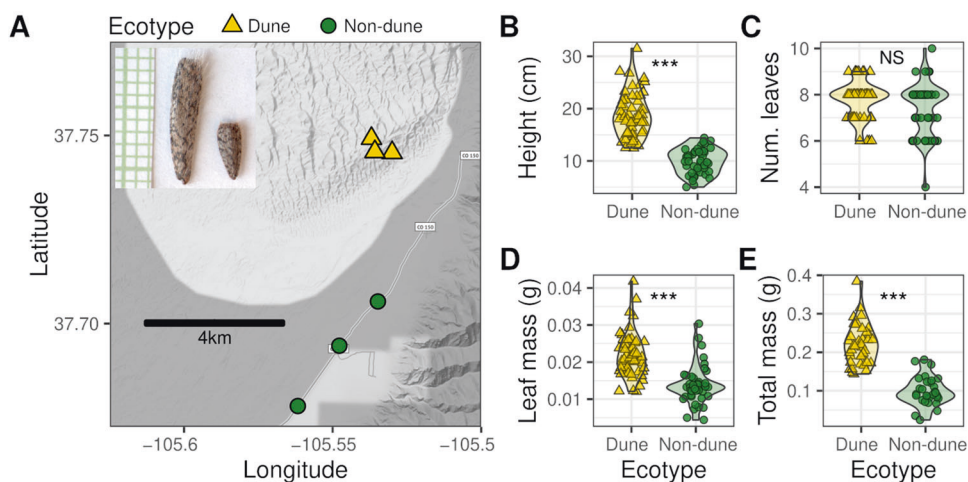 A
Ecotype Dune Non-dune
37.75
37.70
Latitude
CO 150
CO 150
4km
−105.6 −105.55 −105.5
Longitude
B
Height (cm)
30
20
10
***
Dune Non-dune
C
Num. leaves
10
8
6
4
NS
Dune Non-dune
D
Leaf mass (g)
0.04
0.03
0.02
0.01
***
Dune Non-dune
Ecotype
E
Total mass (g)
0.4
0.3
0.2
0.1
***
Dune Non-dune
Ecotype